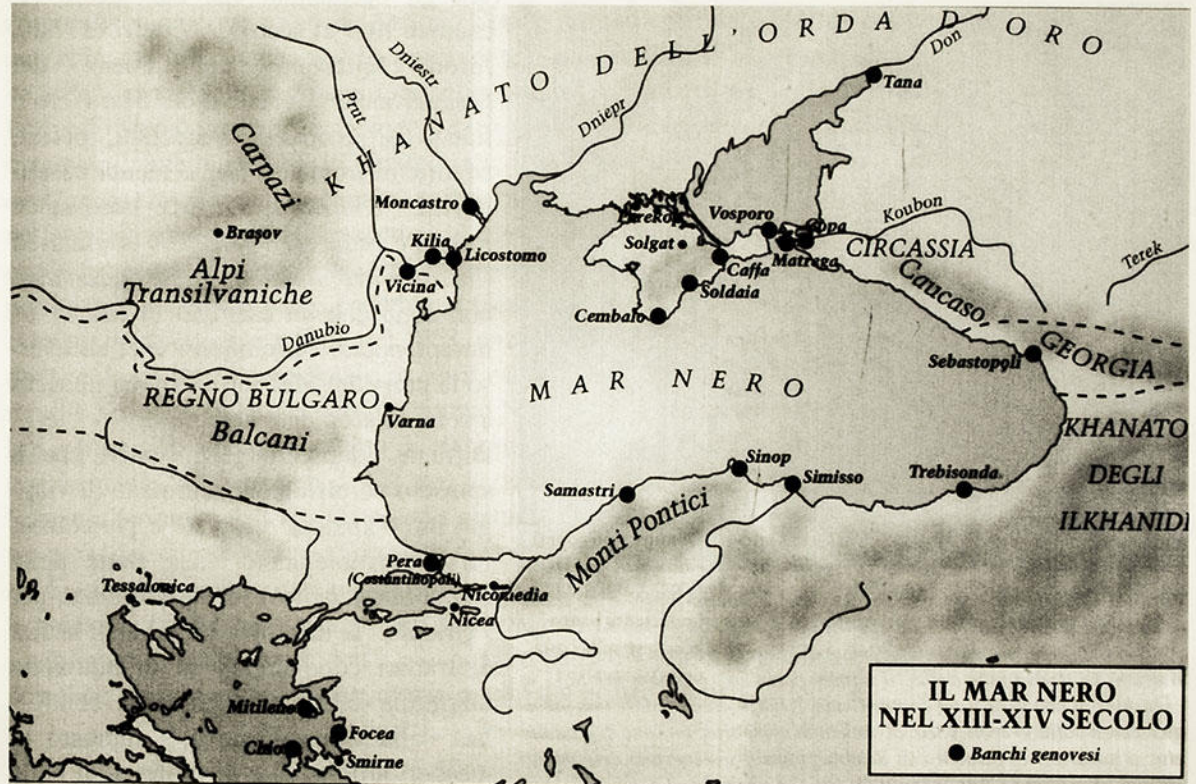 KHANATO DELL'ORDA D'ORO
Don
Tana
Dniestr
Prut
Dniepr
Carpazi
Moncastro
Perekop
Vosporo
Copa
Koubon
Braşov
Kilia
Licostomo
Solgat
Matrega
CIRCASSIA
Terek
Alpi
Transilvaniche
Vicina
Caffa
Caucaso
Soldaia
Cembalo
Danubio
Sebastopoli
GEORGIA
MAR NERO
REGNO BULGARO
Varna
Balcani
KHANATO
DEGLI
ILKHANIDI
Sinop
Simisso
Trebisonda
Samastri
Monti Pontici
Pera
(Costantinopoli)
Tessalonica
Nicomedia
Nicea
Mitilene
Focea
Chio
Smirne
IL MAR NERO
NEL XIII-XIV SECOLO
Banchi genovesi